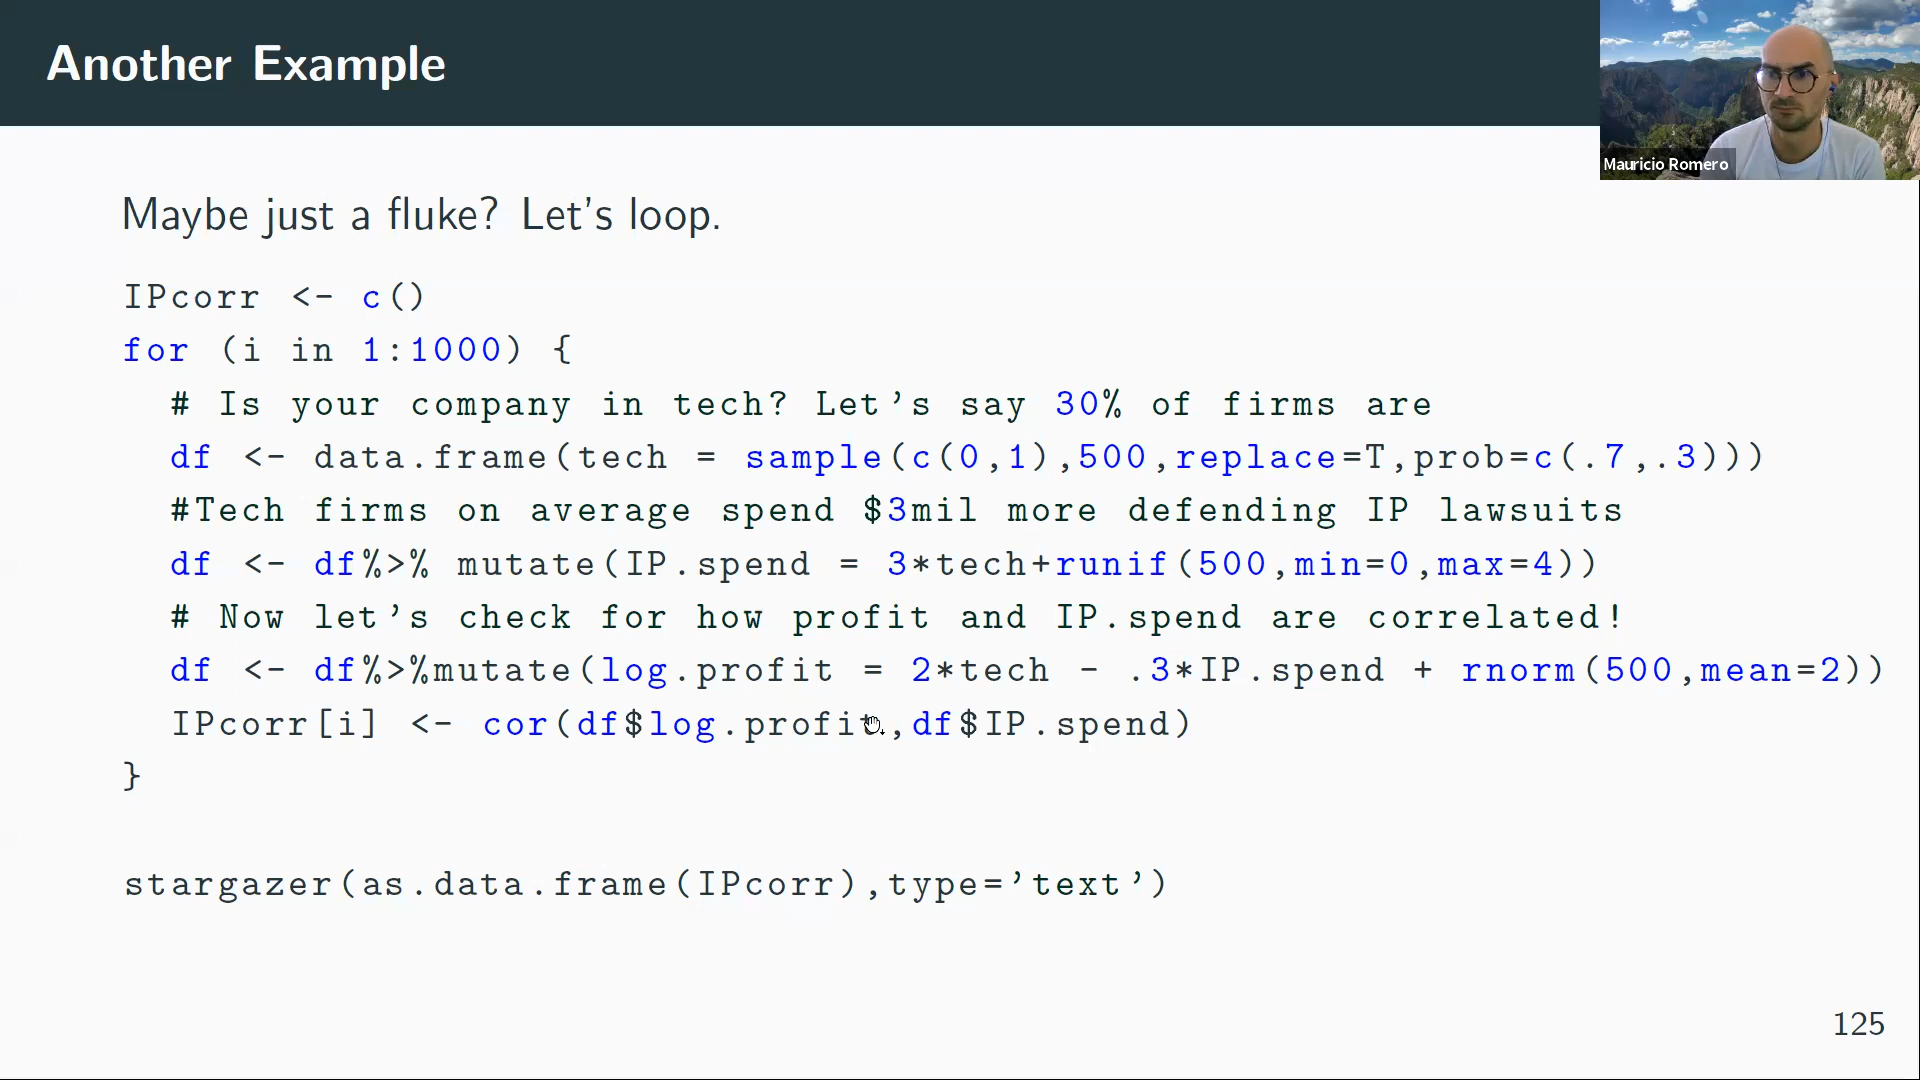 Another Example
Mauricio Romero
Maybe just a fluke? Let's loop.
IPcorr <- c()
for (i in 1:1000) {
# Is your company in tech? Let's say 30% of firms are
df <- data.frame(tech = sample(c(0,1),500,replace=T,prob=c(.7,.3)))
#Tech firms on average spend $3mil more defending IP lawsuits
df <- df%>% mutate(IP.spend = 3*tech+runif(500,min=0,max=4))
# Now let's check for how profit and IP.spend are correlated!
df <- df%>%mutate(log.profit = 2*tech - .3*IP.spend + rnorm(500,mean=2))
IPcorr[i] <- cor(df$log.profit,df$IP.spend)
}
stargazer(as.data.frame(IPcorr),type='text')
125